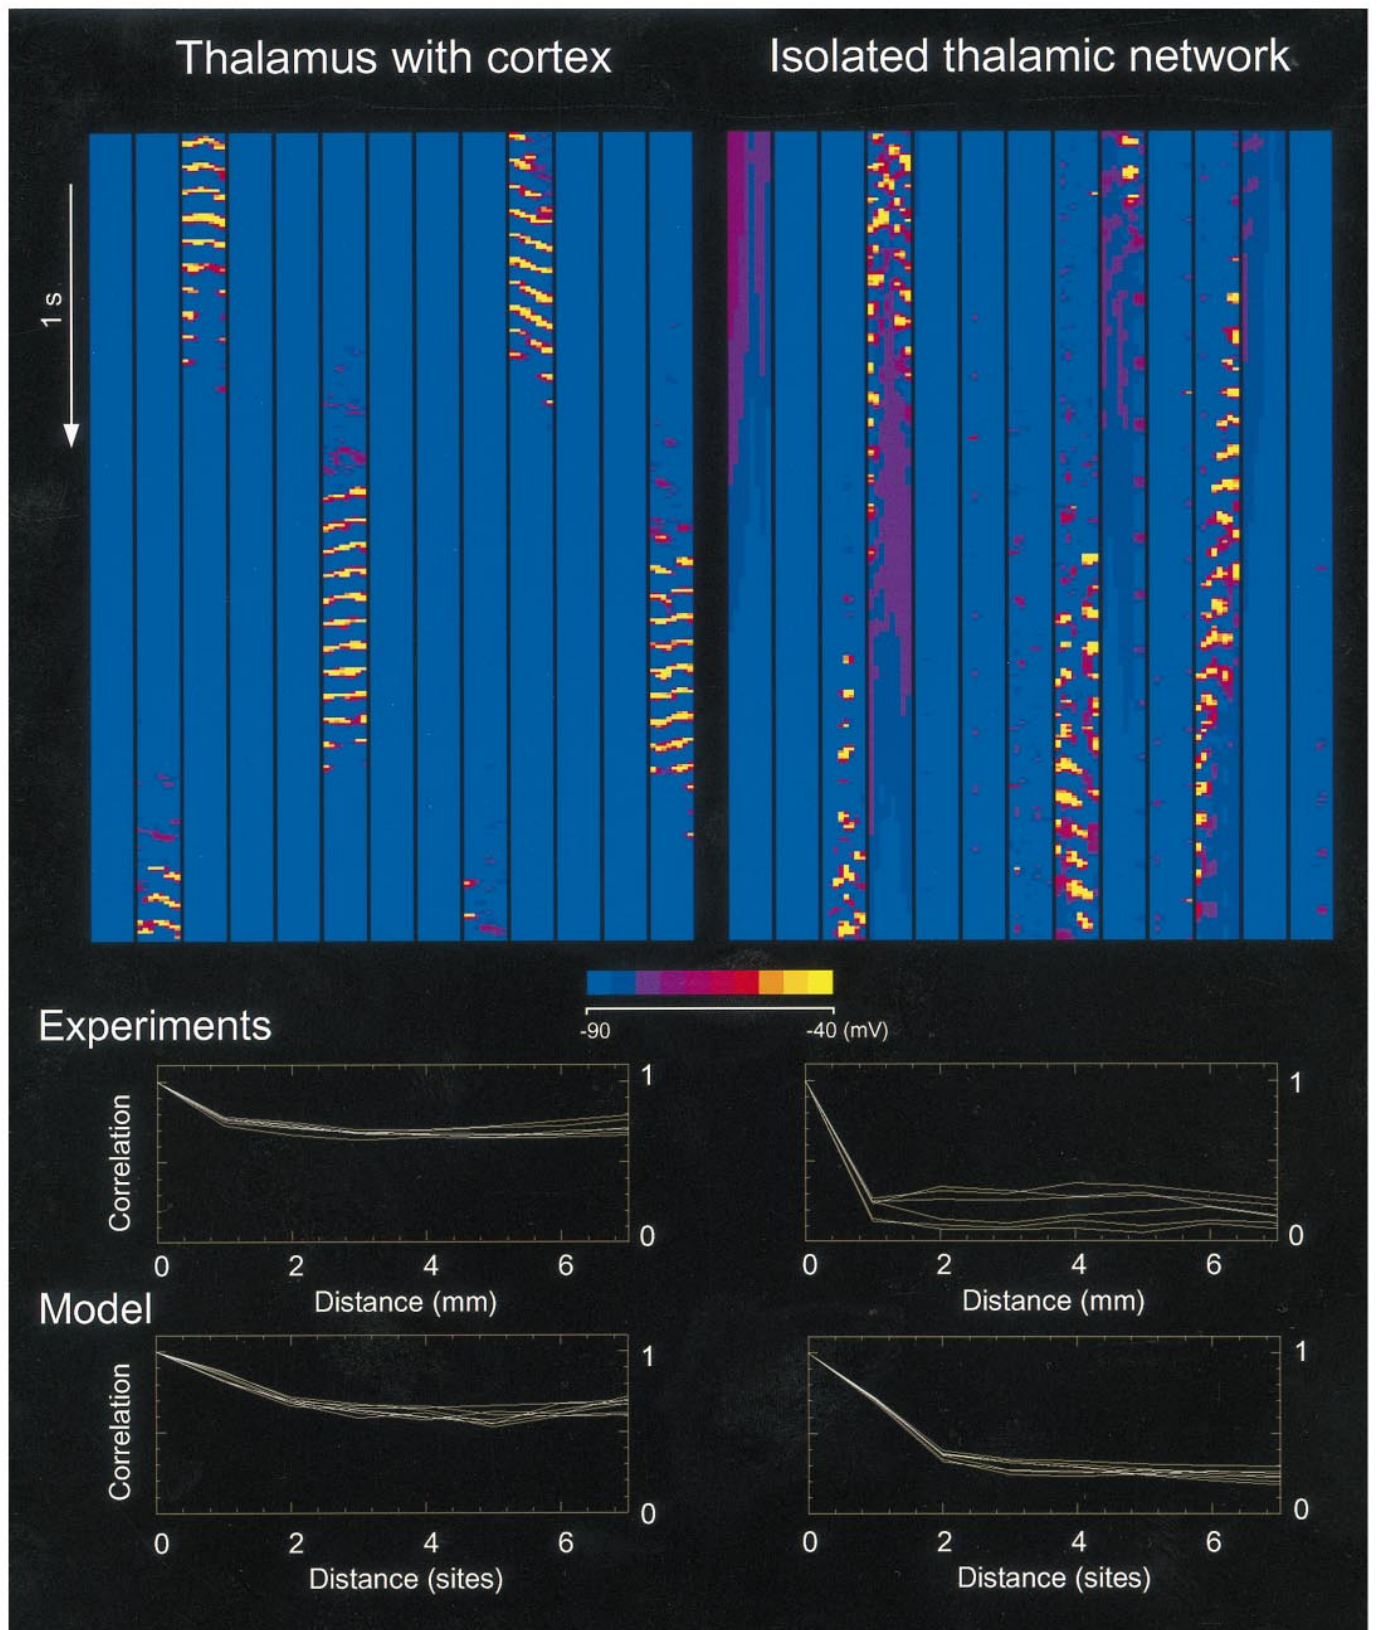 Thalamus with cortex
Isolated thalamic network
1 s
-90
-40 (mV)
Experiments
Correlation
1
0
0 2 4 6
Distance (mm)
1
0
0 2 4 6
Distance (mm)
Model
Correlation
1
0
0 2 4 6
Distance (sites)
1
0
0 2 4 6
Distance (sites)